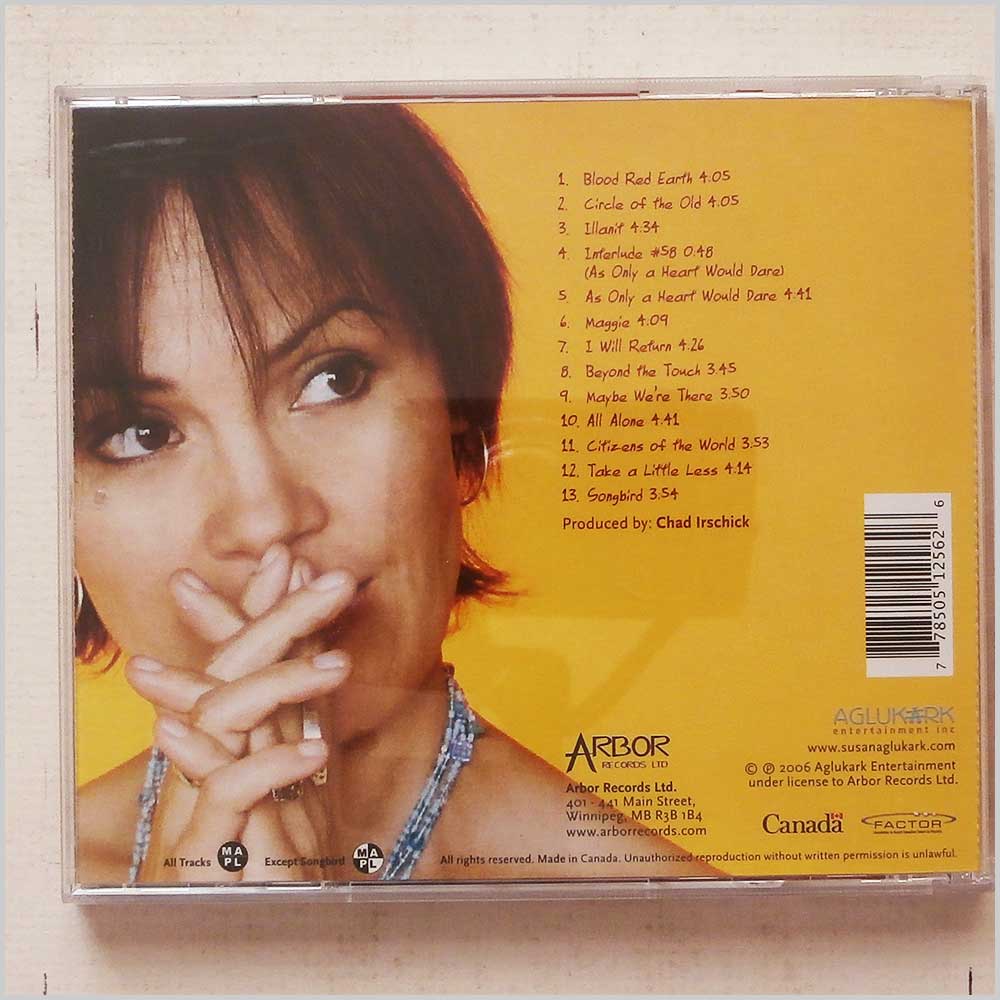 1. Blood Red Earth 4.05
2. Circle of the Old 4.05
3. Illanit 4.34
4. Interlude #58 0:48
(As Only a Heart Would Dare)
5. As Only a Heart Would Dare 4:41
6. Maggie 4.09
7. I Will Return 4.26
8. Beyond the Touch 3.45
9. Maybe We're There 3.50
10. All Alone 4.41
11. Citizens of the World 3.53
12. Take a Little Less 4.14
13. Songbird 3.54
Produced by: Chad Irschick
7 78505 12562 6
AGLUKARK
entertainment inc
www.susanaglukark.com
© ℗ 2006 Aglukark Entertainment
under license to Arbor Records Ltd.
ARBOR
RECORDS LTD
Arbor Records Ltd.
401 - 441 Main Street,
Winnipeg, MB R3B 1B4
www.arborrecords.com
Canada
FACTOR
All Tracks MA
PL
Except Songbird MA
PL
All rights reserved. Made in Canada. Unauthorized reproduction without written permission is unlawful.